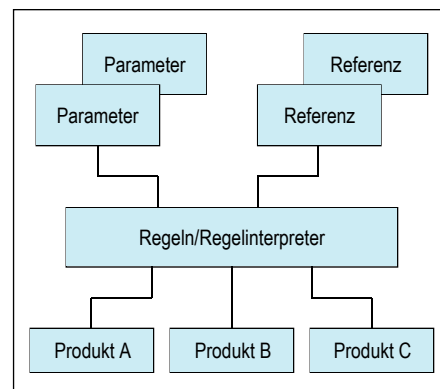 Parameter
Referenz
Parameter
Referenz
Regeln/Regelinterpreter
Produkt A
Produkt B
Produkt C